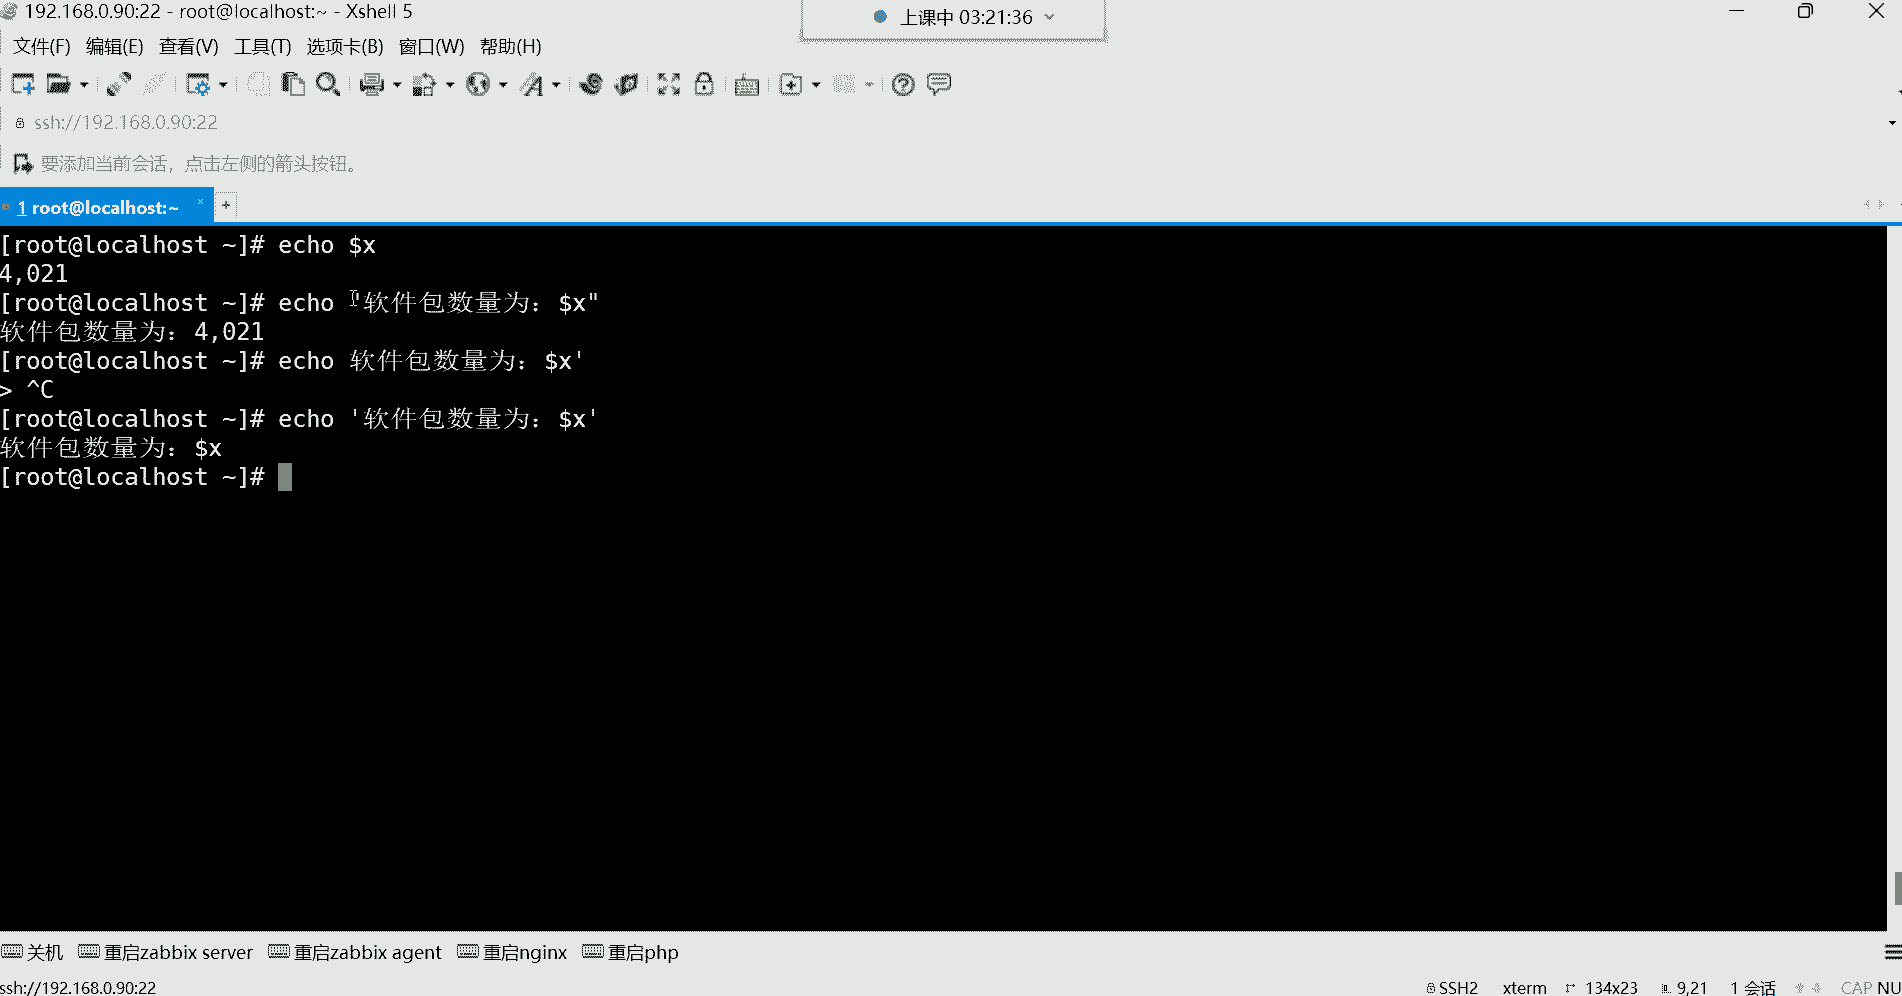 192.168.0.90:22 - root@localhost:~ - Xshell 5
上课中 03:21:36
文件(F) 编辑(E) 查看(V) 工具(T) 选项卡(B) 窗口(W) 帮助(H)
ssh://192.168.0.90:22
要添加当前会话，点击左侧的箭头按钮。
1 root@localhost:~ × +
[root@localhost ~]# echo $x
4,021
[root@localhost ~]# echo "软件包数量为：$x"
软件包数量为：4,021
[root@localhost ~]# echo 软件包数量为：$x'
> ^C
[root@localhost ~]# echo '软件包数量为：$x'
软件包数量为：$x
[root@localhost ~]#
关机 重启zabbix server 重启zabbix agent 重启nginx 重启php
ssh://192.168.0.90:22 SSH2 xterm 134x23 9,21 1 会话 CAP NU